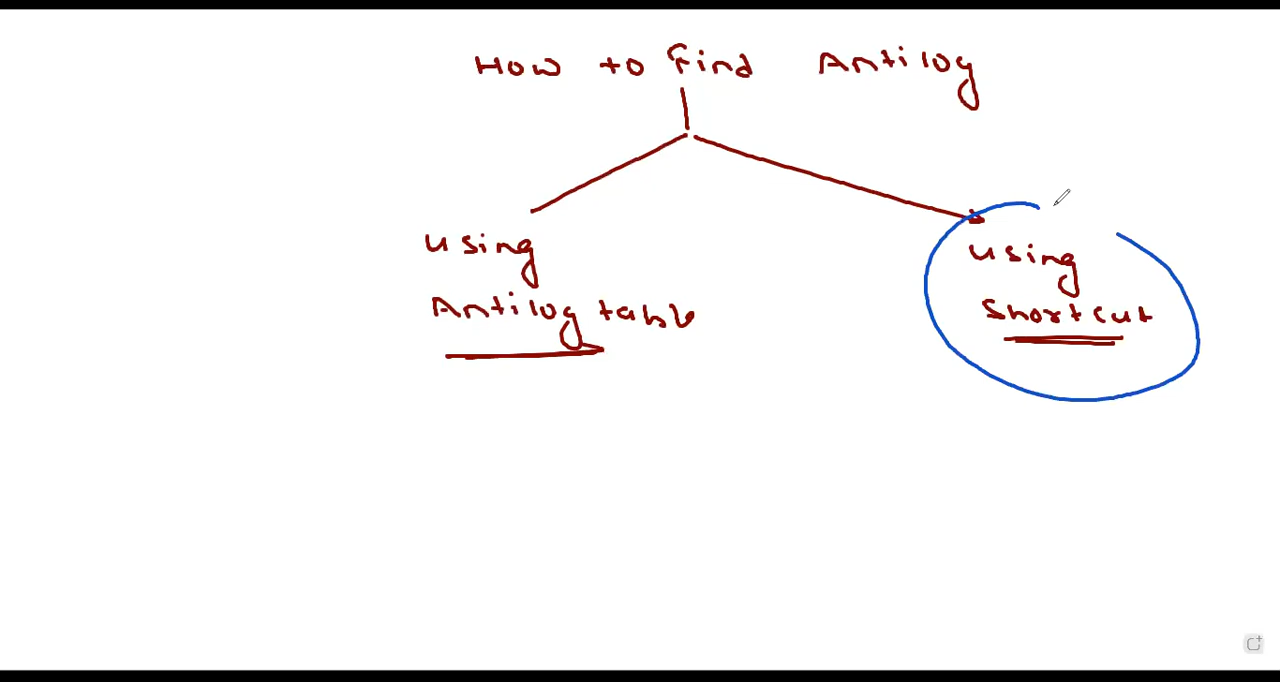 How to Find Antilog
Using
Antilog table
Using
Shortcut